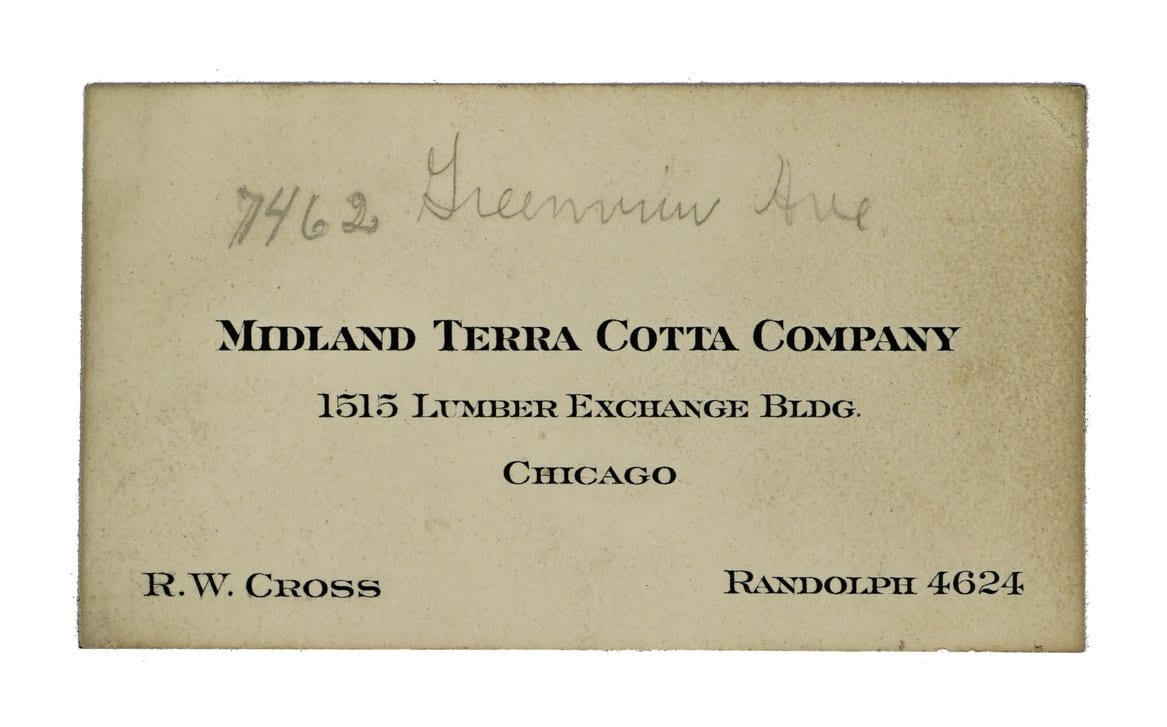 7462 Greenview Ave
MIDLAND TERRA COTTA COMPANY
1515 LUMBER EXCHANGE BLDG.
CHICAGO
R.W. CROSS RANDOLPH 4624